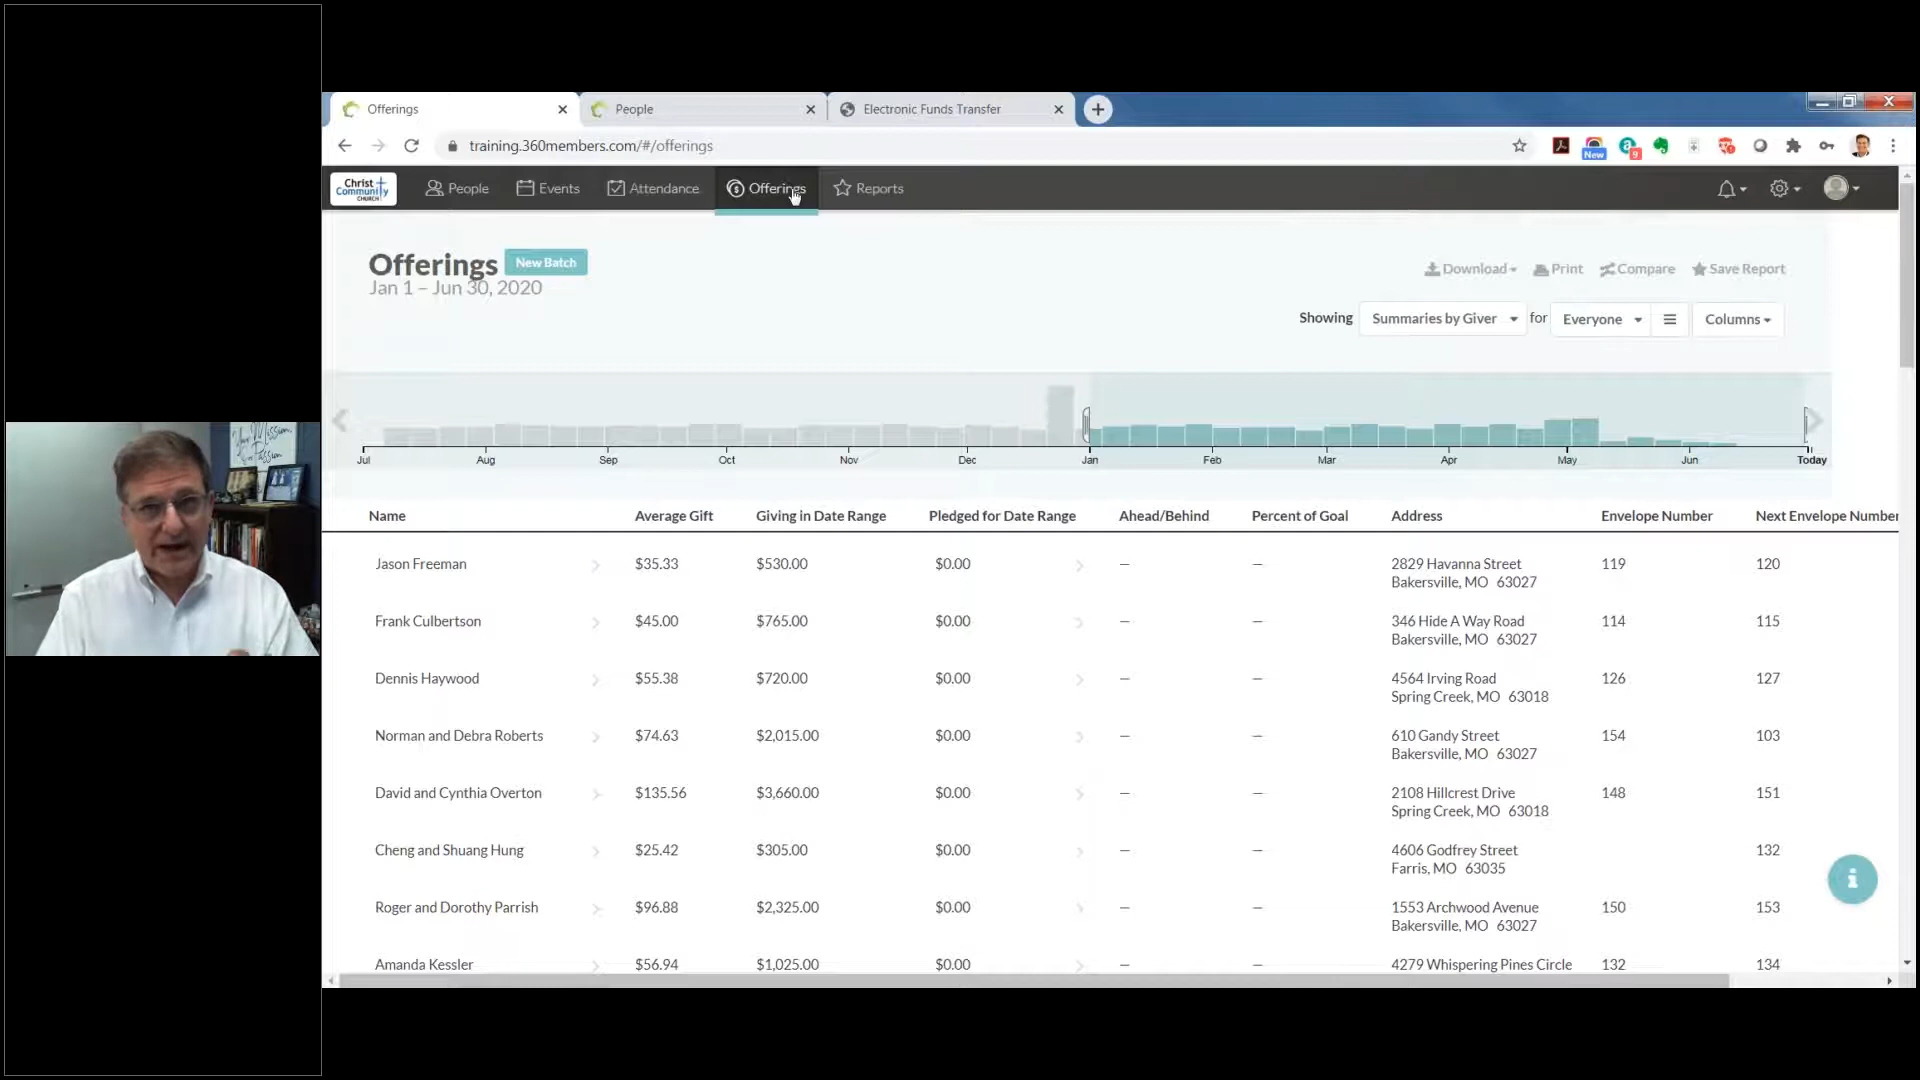 Offerings
People
Electronic Funds Transfer
training.360members.com/#/offerings
New
9
Christ Community CHURCH
People
Events
Attendance
Offerings
Reports
Offerings
New Batch
Jan 1 – Jun 30, 2020
Download
Print
Compare
Save Report
Showing Summaries by Giver for Everyone Columns
Jul Aug Sep Oct Nov Dec Jan Feb Mar Apr May Jun Today
Name Average Gift Giving in Date Range Pledged for Date Range Ahead/Behind Percent of Goal Address Envelope Number Next Envelope Number
Jason Freeman $35.33 $530.00 $0.00 — — 2829 Havanna Street 119 120
Bakersville, MO 63027
Frank Culbertson $45.00 $765.00 $0.00 — — 346 Hide A Way Road 114 115
Bakersville, MO 63027
Dennis Haywood $55.38 $720.00 $0.00 — — 4564 Irving Road 126 127
Spring Creek, MO 63018
Norman and Debra Roberts $74.63 $2,015.00 $0.00 — — 610 Gandy Street 154 103
Bakersville, MO 63027
David and Cynthia Overton $135.56 $3,660.00 $0.00 — — 2108 Hillcrest Drive 148 151
Spring Creek, MO 63018
Cheng and Shuang Hung $25.42 $305.00 $0.00 — — 4606 Godfrey Street 132
Farris, MO 63035
Roger and Dorothy Parrish $96.88 $2,325.00 $0.00 — — 1553 Archwood Avenue 150 153
Bakersville, MO 63027
Amanda Kessler $56.94 $1,025.00 $0.00 — — 4279 Whispering Pines Circle 132 134
Your Mission
Our Passion